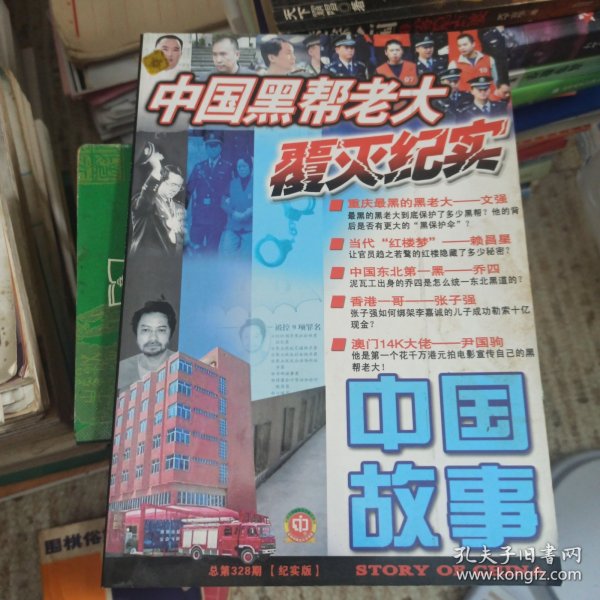 中国黑帮老大
覆灭纪实
重庆最黑的黑老大——文强
最黑的黑老大到底保护了多少黑帮？他的背
后是否有更大的“黑保护伞”？
当代“红楼梦”——赖昌星
让官员趋之若鹜的红楼隐藏了多少秘密？
中国东北第一黑——乔四
泥瓦工出身的乔四是怎么统一东北黑道的？
香港一哥——张子强
张子强如何绑架李嘉诚的儿子成功勒索十亿
现金？
澳门14K大佬——尹国驹
他是第一个花千万港元拍电影宣传自己的黑
帮老大！
中国
故事
总第328期【纪实版】
STORY OF CHINA
围棋俗
孔夫子旧书网
www.kongfz.com